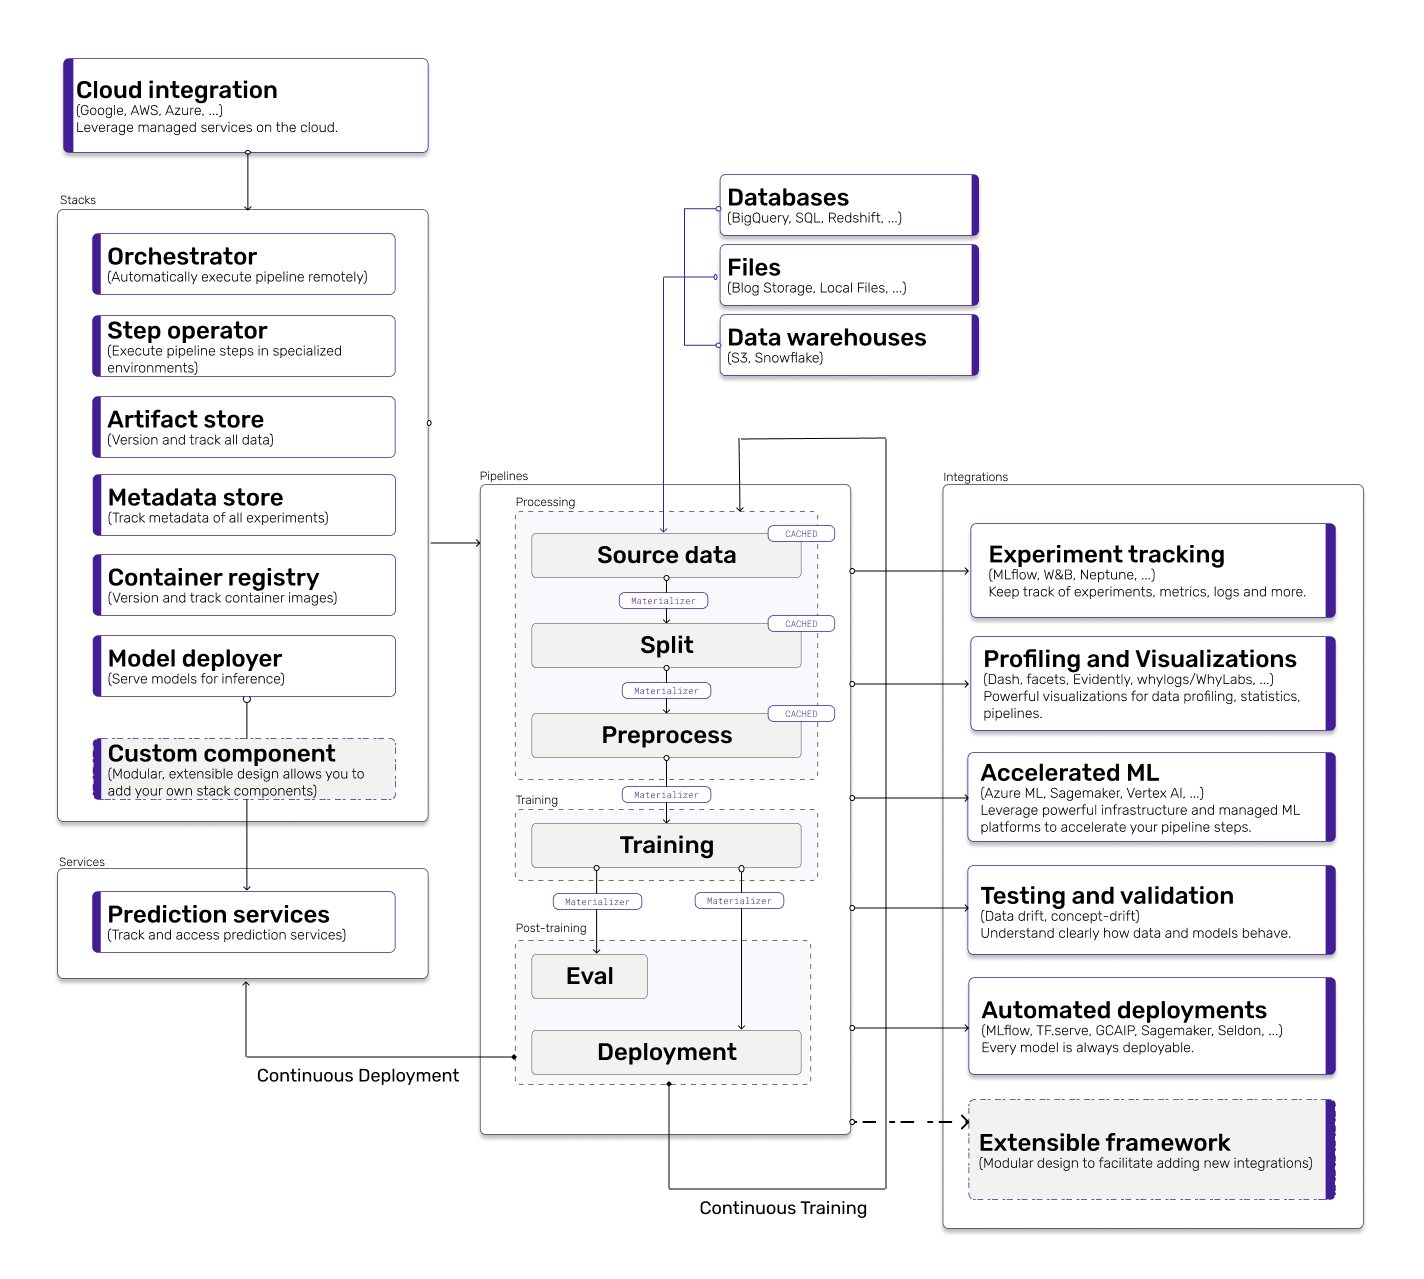 Cloud integration
(Google, AWS, Azure, ...)
Leverage managed services on the cloud.
Stacks
Orchestrator
(Automatically execute pipeline remotely)
Step operator
(Execute pipeline steps in specialized
environments)
Artifact store
(Version and track all data)
Metadata store
(Track metadata of all experiments)
Container registry
(Version and track container images)
Model deployer
(Serve models for inference)
Custom component
(Modular, extensible design allows you to
add your own stack components)
Services
Prediction services
(Track and access prediction services)
Continuous Deployment
Databases
(BigQuery, SQL, Redshift, ...)
Files
(Blog Storage, Local Files, ...)
Data warehouses
(S3, Snowflake)
Pipelines
Processing
CACHED
Source data
Materializer
CACHED
Split
Materializer
CACHED
Preprocess
Materializer
Training
Training
Materializer
Materializer
Post-training
Eval
Deployment
Continuous Training
Integrations
Experiment tracking
(MLflow, W&B, Neptune, ...)
Keep track of experiments, metrics, logs and more.
Profiling and Visualizations
(Dash, facets, Evidently, whylogs/WhyLabs, ...)
Powerful visualizations for data profiling, statistics,
pipelines.
Accelerated ML
(Azure ML, Sagemaker, Vertex AI, ...)
Leverage powerful infrastructure and managed ML
platforms to accelerate your pipeline steps.
Testing and validation
(Data drift, concept-drift)
Understand clearly how data and models behave.
Automated deployments
(MLflow, TF.serve, GCAIP, Sagemaker, Seldon, ...)
Every model is always deployable.
Extensible framework
(Modular design to facilitate adding new integrations)